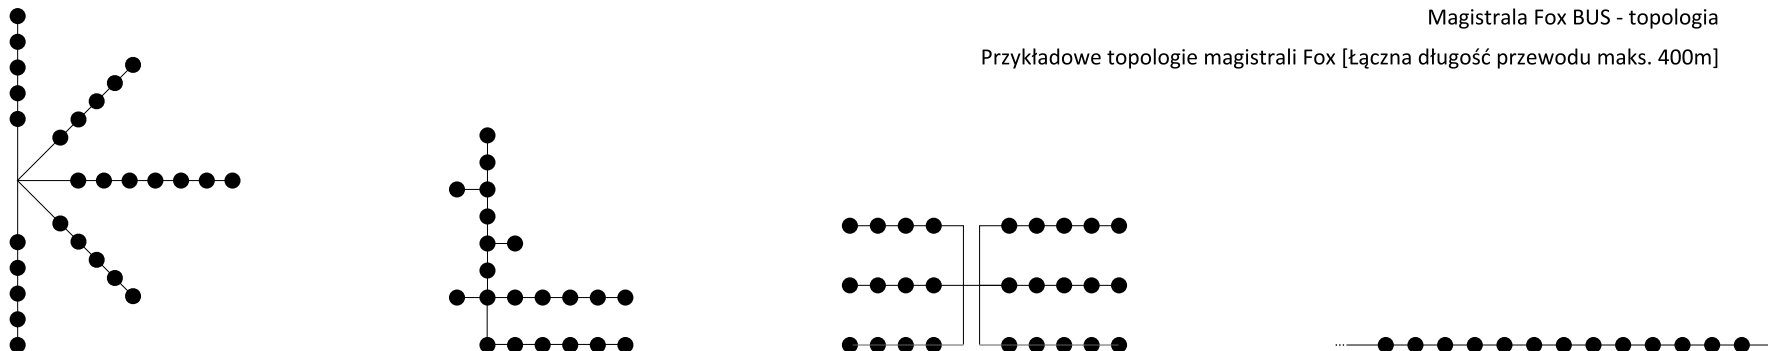 Magistrala Fox BUS - topologia
Przykładowe topologie magistrali Fox [Łączna długość przewodu maks. 400m]